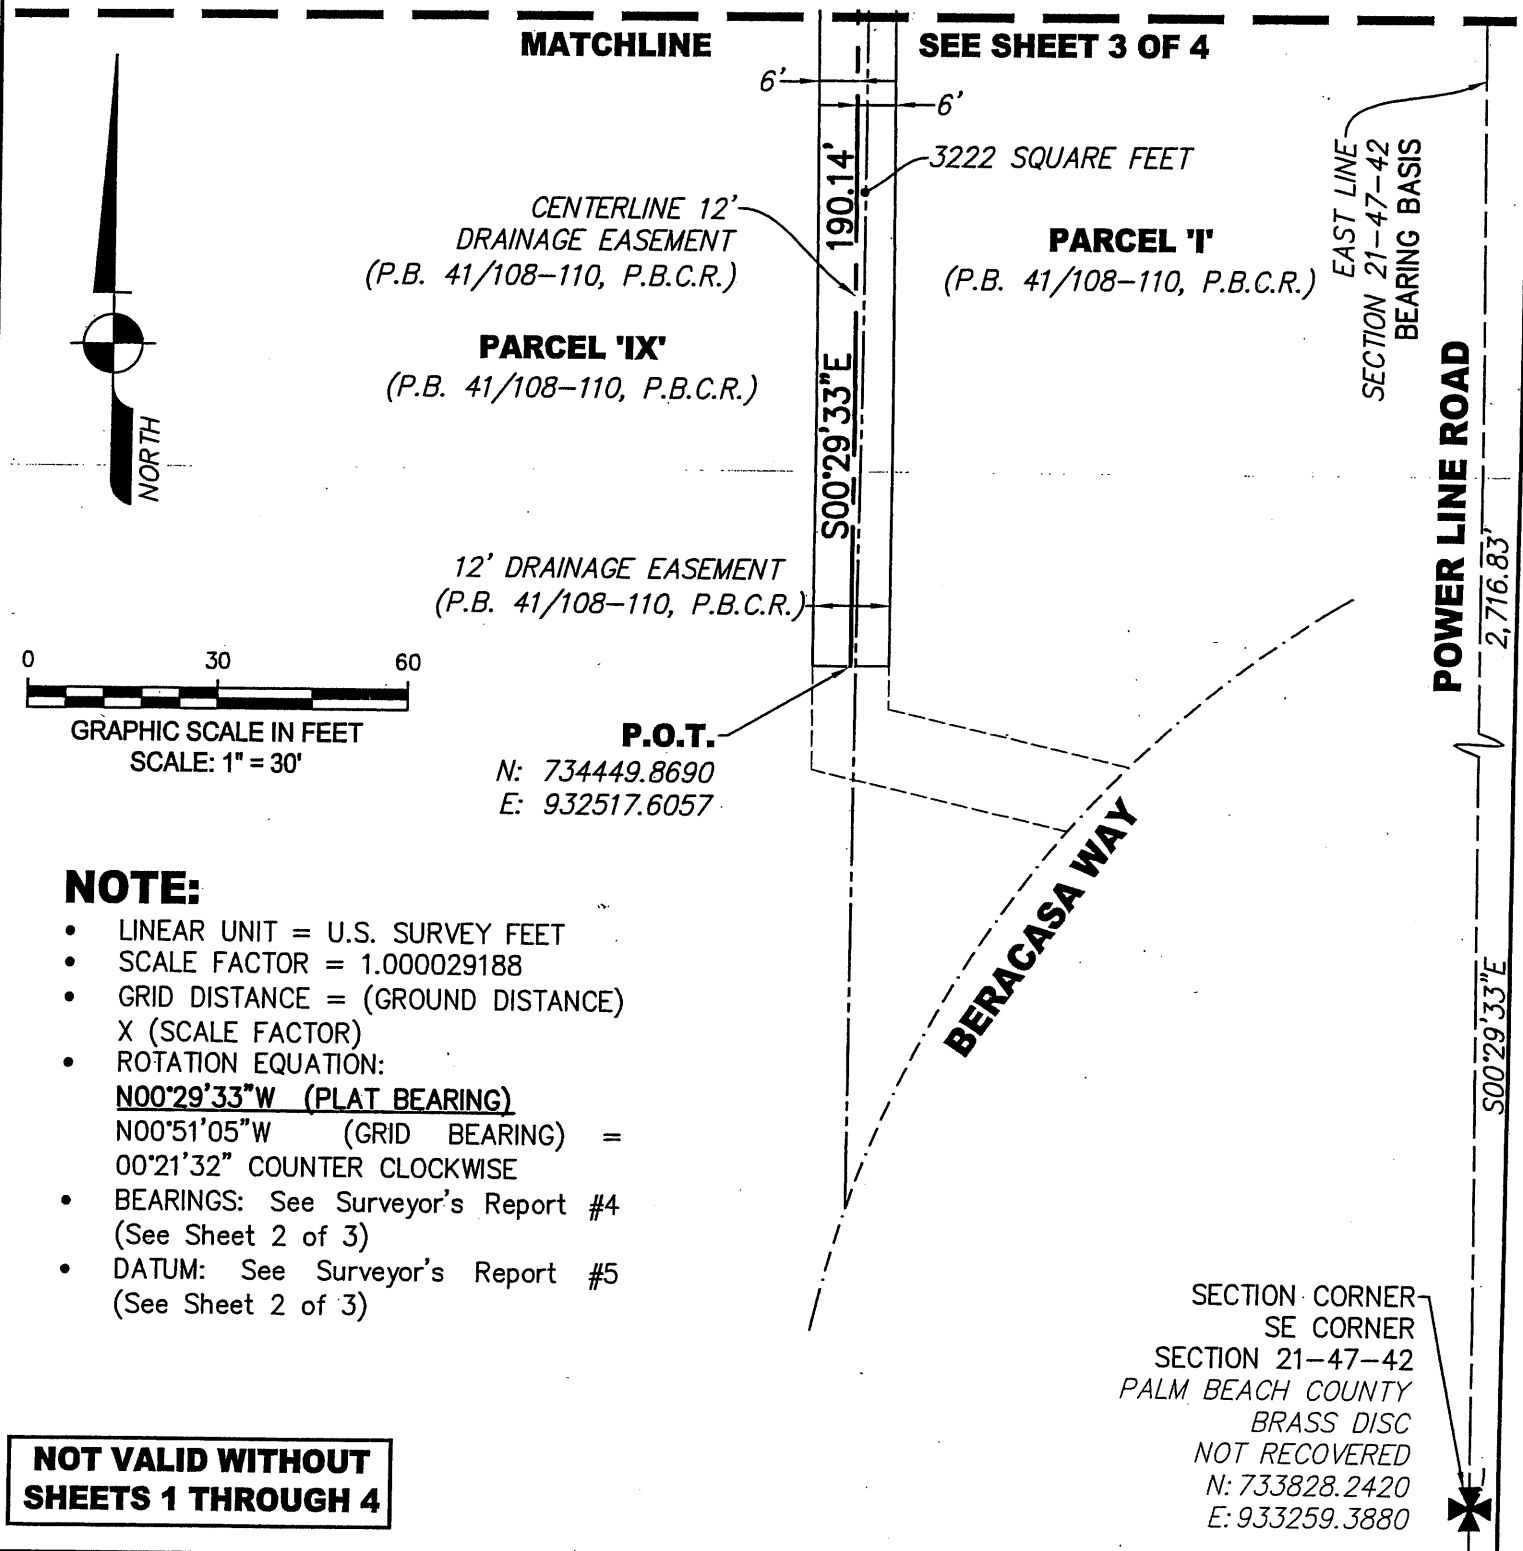 MATCHLINE SEE SHEET 3 OF 4
6'
6'
190.14'
3222 SQUARE FEET
CENTERLINE 12'
DRAINAGE EASEMENT
(P.B. 41/108-110, P.B.C.R.)
PARCEL 'I'
(P.B. 41/108-110, P.B.C.R.)
EAST LINE
SECTION 21-47-42
BEARING BASIS
PARCEL 'IX'
(P.B. 41/108-110, P.B.C.R.)
S00°29'33"E
NORTH
POWER LINE ROAD
2,716.83'
12' DRAINAGE EASEMENT
(P.B. 41/108-110, P.B.C.R.)
0 30 60
GRAPHIC SCALE IN FEET
SCALE: 1" = 30'
P.O.T.
N: 734449.8690
E: 932517.6057
BERACASA WAY
S00°29'33"E
NOTE:
• LINEAR UNIT = U.S. SURVEY FEET
• SCALE FACTOR = 1.000029188
• GRID DISTANCE = (GROUND DISTANCE)
X (SCALE FACTOR)
• ROTATION EQUATION:
N00°29'33"W (PLAT BEARING)
N00°51'05"W (GRID BEARING) =
00°21'32" COUNTER CLOCKWISE
• BEARINGS: See Surveyor's Report #4
(See Sheet 2 of 3)
• DATUM: See Surveyor's Report #5
(See Sheet 2 of 3)
SECTION CORNER
SE CORNER
SECTION 21-47-42
PALM BEACH COUNTY
BRASS DISC
NOT RECOVERED
N: 733828.2420
E: 933259.3880
NOT VALID WITHOUT
SHEETS 1 THROUGH 4